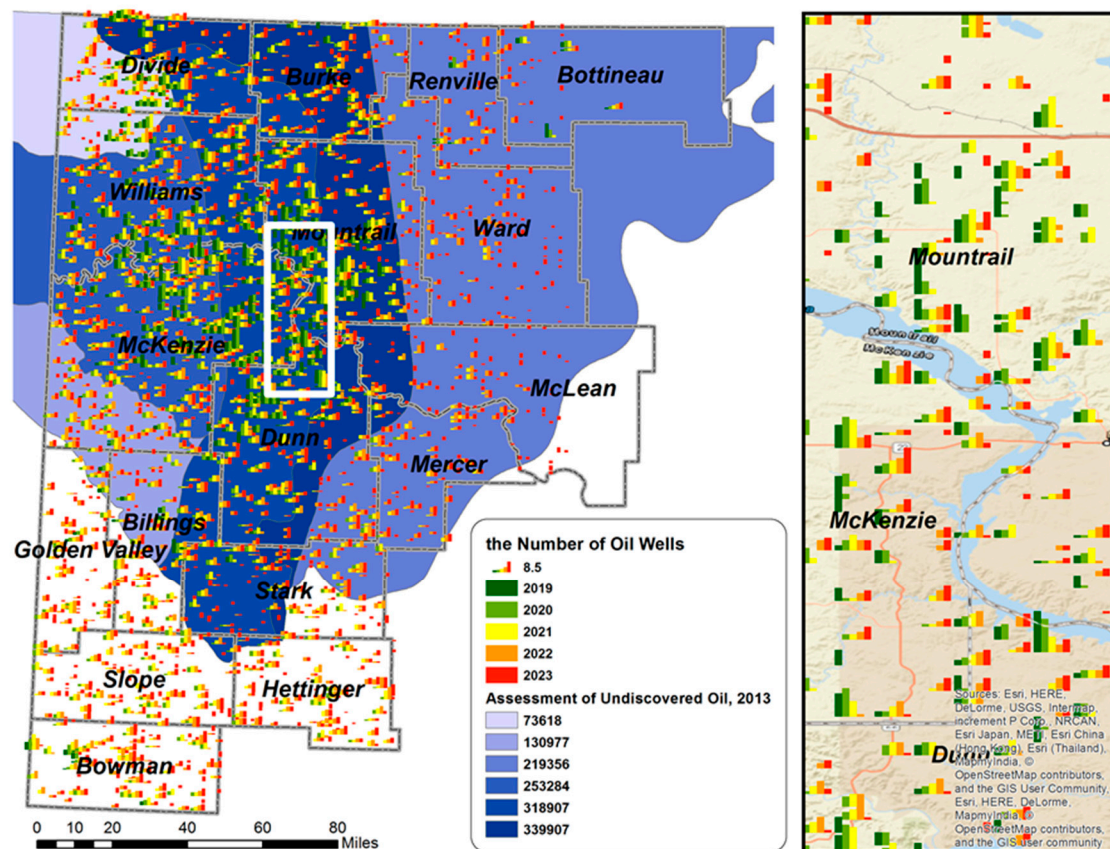 Divide
Burke
Renville
Bottineau
Williams
Mountrail
Ward
McKenzie
McLean
Dunn
Mercer
Billings
Golden Valley
Stark
Slope
Hettinger
Bowman
0 10 20 40 60 80
Miles
the Number of Oil Wells
8.5
2019
2020
2021
2022
2023
Assessment of Undiscovered Oil, 2013
73618
130977
219356
253284
318907
339907
Mountrail
Mountrail
McKenzie
McKenzie
Dunn
Sources: Esri, HERE,
DeLorme, USGS, Intermap,
increment P Corp., NRCAN,
Esri Japan, METI, Esri China
(Hong Kong), Esri (Thailand),
MapmyIndia, ©
OpenStreetMap contributors,
and the GIS User Community,
Esri, HERE, DeLorme,
MapmyIndia, ©
OpenStreetMap contributors,
and the GIS user community